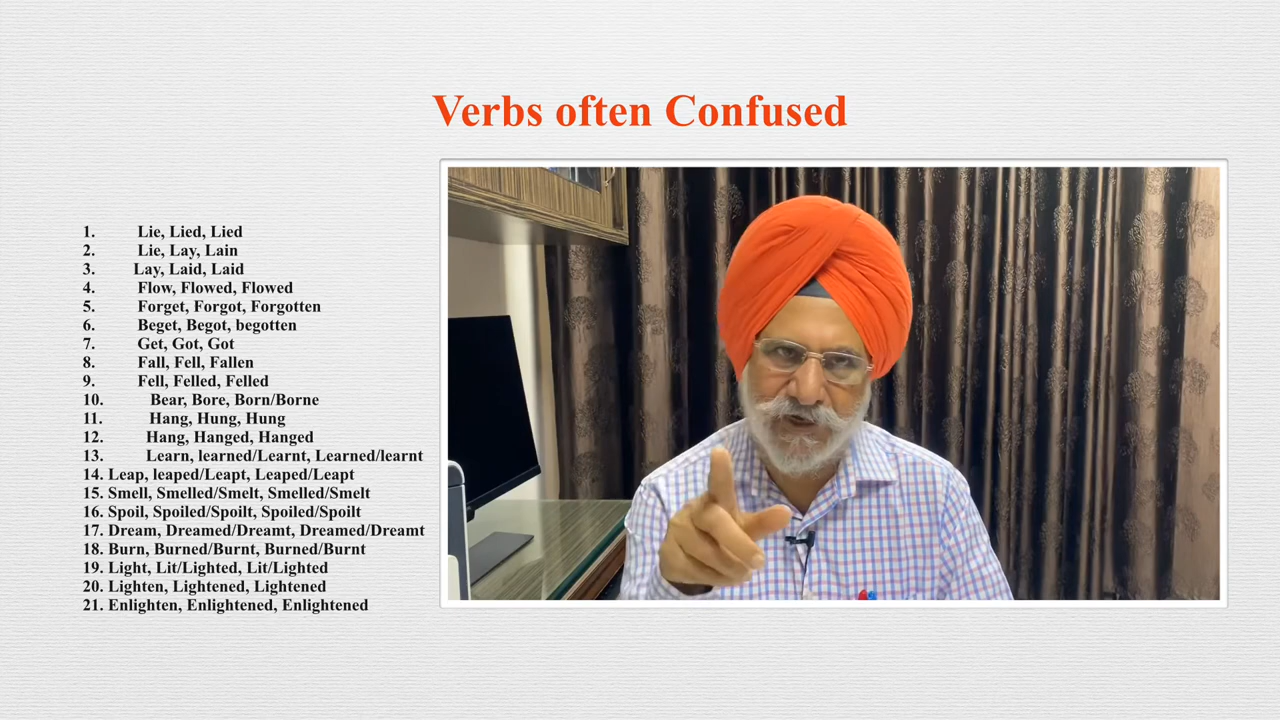 Verbs often Confused
1. Lie, Lied, Lied
2. Lie, Lay, Lain
3. Lay, Laid, Laid
4. Flow, Flowed, Flowed
5. Forget, Forgot, Forgotten
6. Beget, Begot, begotten
7. Get, Got, Got
8. Fall, Fell, Fallen
9. Fell, Felled, Felled
10. Bear, Bore, Born/Borne
11. Hang, Hung, Hung
12. Hang, Hanged, Hanged
13. Learn, learned/Learnt, Learned/learnt
14. Leap, leaped/Leapt, Leaped/Leapt
15. Smell, Smelled/Smelt, Smelled/Smelt
16. Spoil, Spoiled/Spoilt, Spoiled/Spoilt
17. Dream, Dreamed/Dreamt, Dreamed/Dreamt
18. Burn, Burned/Burnt, Burned/Burnt
19. Light, Lit/Lighted, Lit/Lighted
20. Lighten, Lightened, Lightened
21. Enlighten, Enlightened, Enlightened